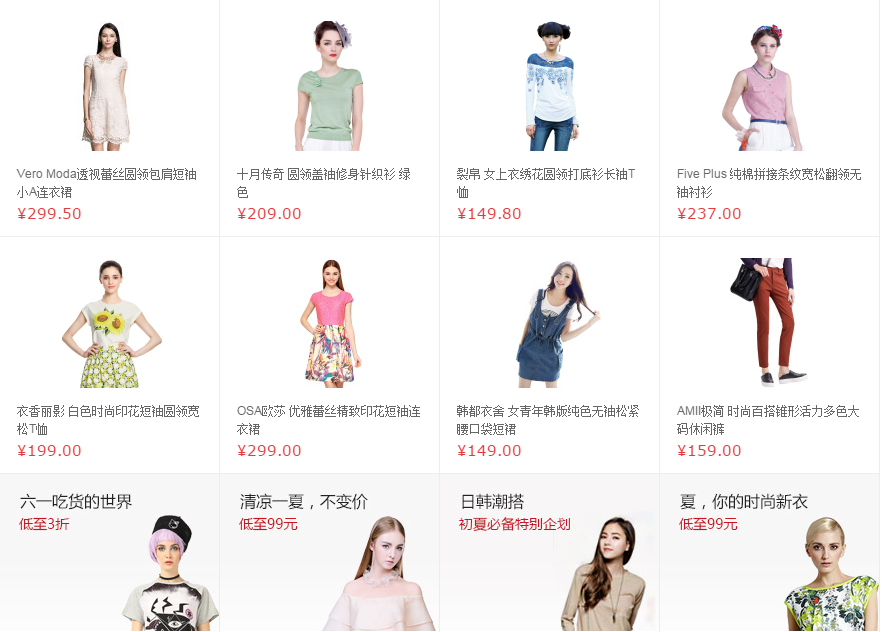 Vero Moda透视蕾丝圆领包肩短袖
小A连衣裙
¥299.50
十月传奇 圆领盖袖修身针织衫 绿
色
¥209.00
裂帛 女上衣绣花圆领打底衫长袖T
恤
¥149.80
Five Plus 纯棉拼接条纹宽松翻领无
袖衬衫
¥237.00
衣香丽影 白色时尚印花短袖圆领宽
松T恤
¥199.00
OSA欧莎 优雅蕾丝精致印花短袖连
衣裙
¥299.00
韩都衣舍 女青年韩版纯色无袖松紧
腰口袋短裙
¥149.00
AMII极简 时尚百搭锥形活力多色大
码休闲裤
¥159.00
六一吃货的世界
低至3折
清凉一夏，不变价
低至99元
日韩潮搭
初夏必备特别企划
夏，你的时尚新衣
低至99元